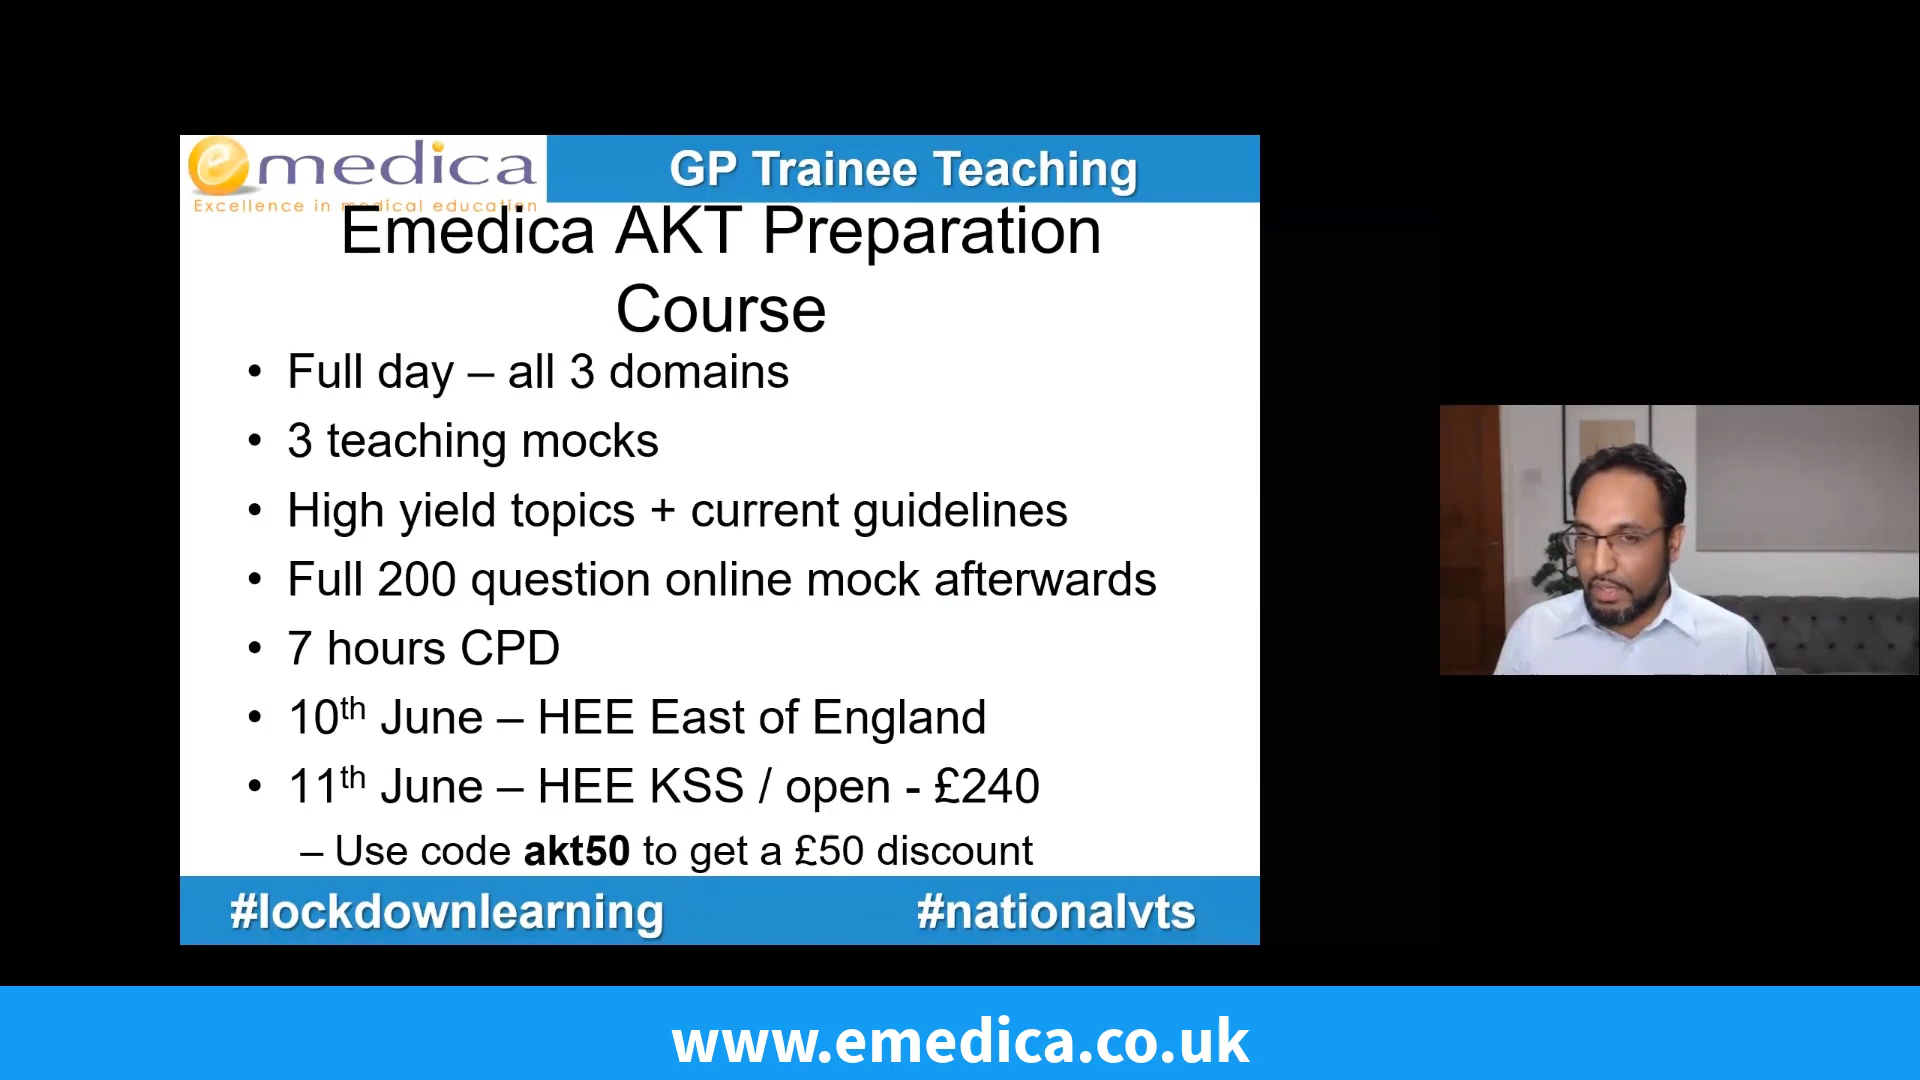 emedica
Excellence in medical education
GP Trainee Teaching
Emedica AKT Preparation
Course
• Full day – all 3 domains
• 3 teaching mocks
• High yield topics + current guidelines
• Full 200 question online mock afterwards
• 7 hours CPD
• 10th June – HEE East of England
• 11th June – HEE KSS / open - £240
– Use code akt50 to get a £50 discount
#lockdownlearning
#nationalvts
www.emedica.co.uk